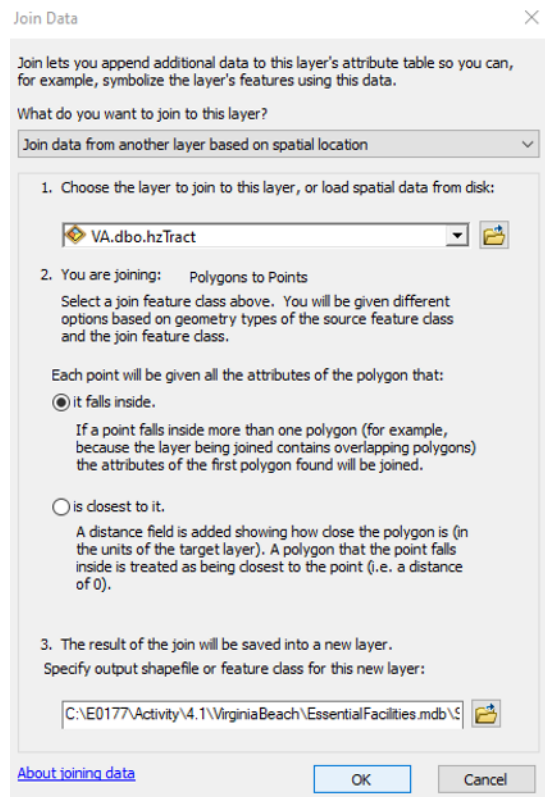 Join Data
Join lets you append additional data to this layer's attribute table so you can,
for example, symbolize the layer's features using this data.
What do you want to join to this layer?
Join data from another layer based on spatial location
1. Choose the layer to join to this layer, or load spatial data from disk:
VA.dbo.hzTract
2. You are joining: Polygons to Points
Select a join feature class above. You will be given different
options based on geometry types of the source feature class
and the join feature class.
Each point will be given all the attributes of the polygon that:
it falls inside.
If a point falls inside more than one polygon (for example,
because the layer being joined contains overlapping polygons)
the attributes of the first polygon found will be joined.
is closest to it.
A distance field is added showing how close the polygon is (in
the units of the target layer). A polygon that the point falls
inside is treated as being closest to the point (i.e. a distance
of 0).
3. The result of the join will be saved into a new layer.
Specify output shapefile or feature class for this new layer:
C:\E0177\Activity\4.1\VirginiaBeach\EssentialFacilities.mdb\S
About joining data
OK
Cancel